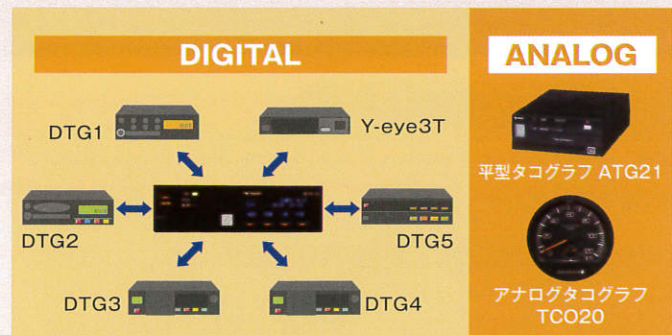 DIGITAL
ANALOG
DTG1
Y-eye3T
DTG2
DTG5
DTG3
DTG4
平型タコグラフ ATG21
アナログタコグラフ
TCO20